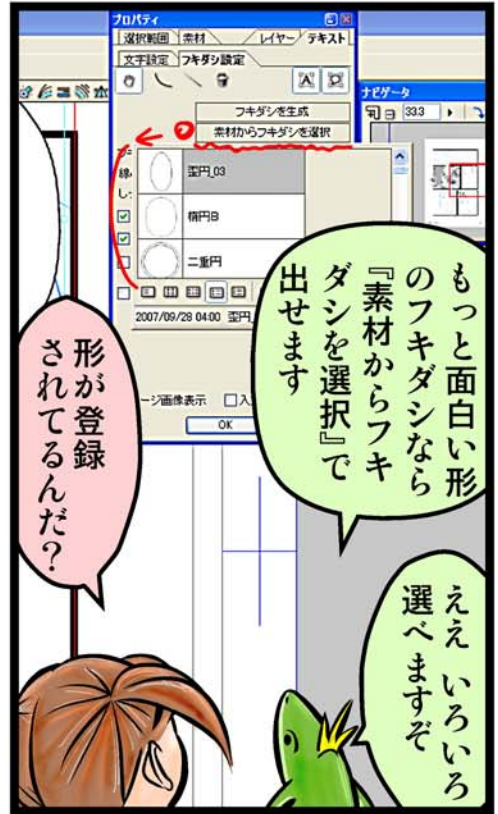 プロパティ
選択範囲 素材 レイヤー テキスト
文字設定 フキダシ設定
フキダシを生成
素材からフキダシを選択
歪円_03
楕円B
二重円
2007/09/28 04:00 歪円_
ージ画像表示 入
OK
ナビゲータ
33.3
もっと面白い形
のフキダシなら
『素材からフキ
ダシを選択』で
出せます
形が登録
されてるんだ？
ええ いろいろ
選べますぞ